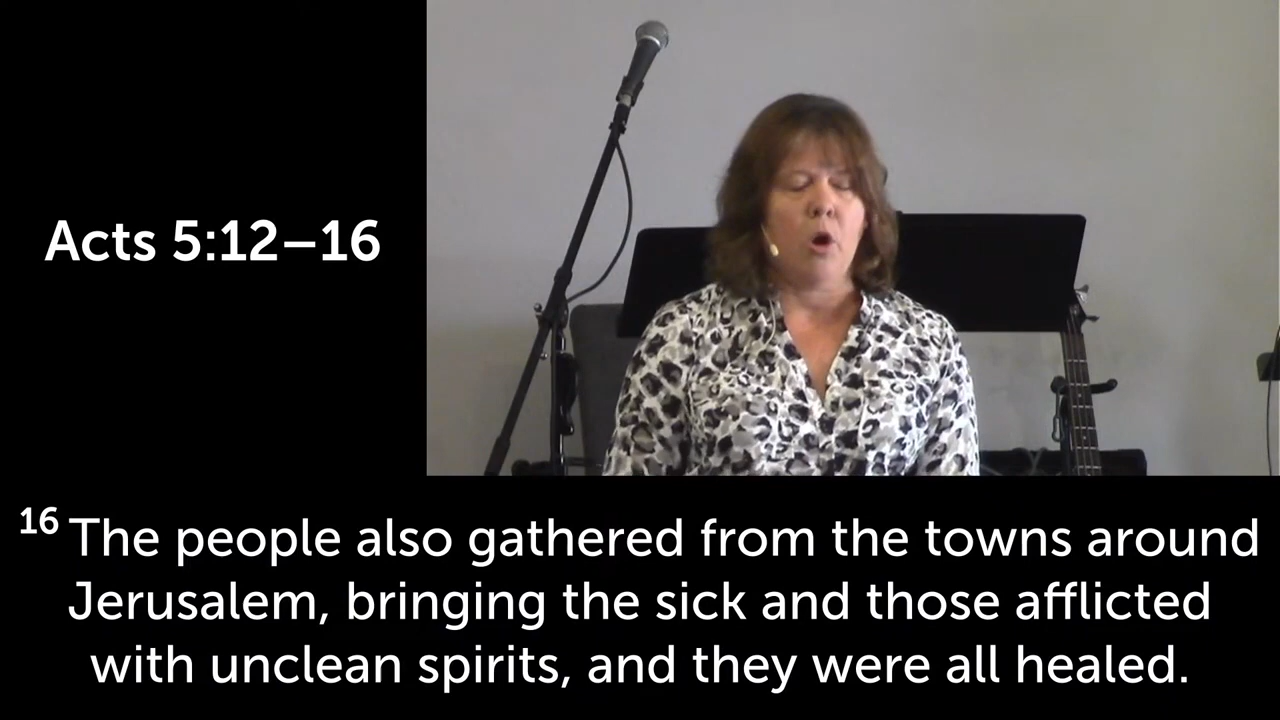 Acts 5:12–16
16 The people also gathered from the towns around
Jerusalem, bringing the sick and those afflicted
with unclean spirits, and they were all healed.